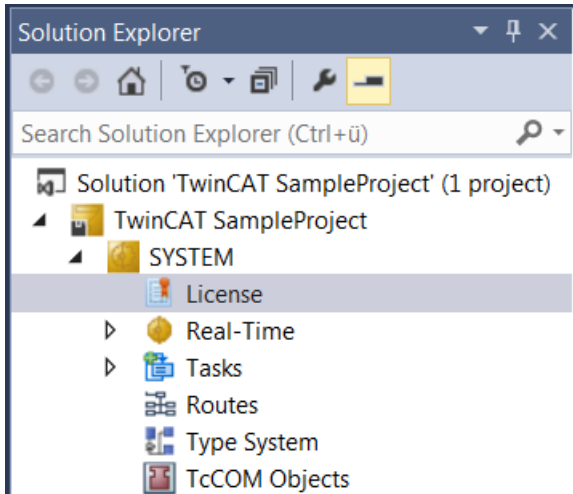 Solution Explorer
Search Solution Explorer (Ctrl+ü)
Solution 'TwinCAT SampleProject' (1 project)
TwinCAT SampleProject
SYSTEM
License
Real-Time
Tasks
Routes
Type System
TcCOM Objects